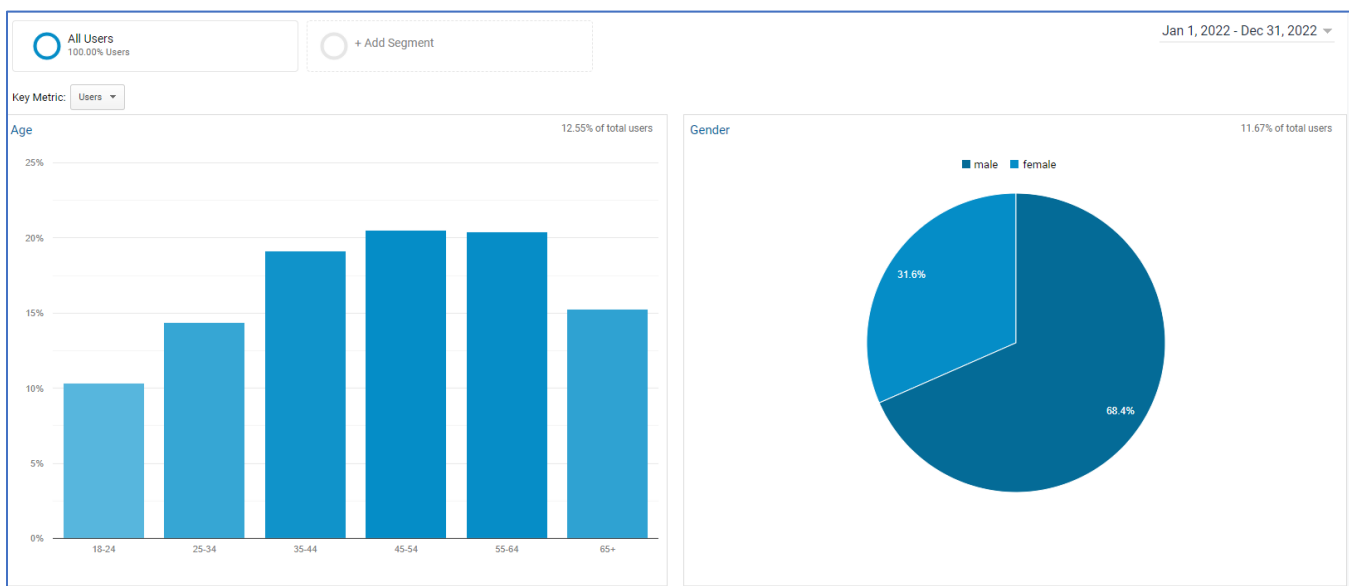 All Users
100.00% Users
+ Add Segment
Jan 1, 2022 - Dec 31, 2022
Key Metric: Users
Age
12.55% of total users
25%
20%
15%
10%
5%
0%
18-24 25-34 35-44 45-54 55-64 65+
Gender
11.67% of total users
male female
31.6%
68.4%